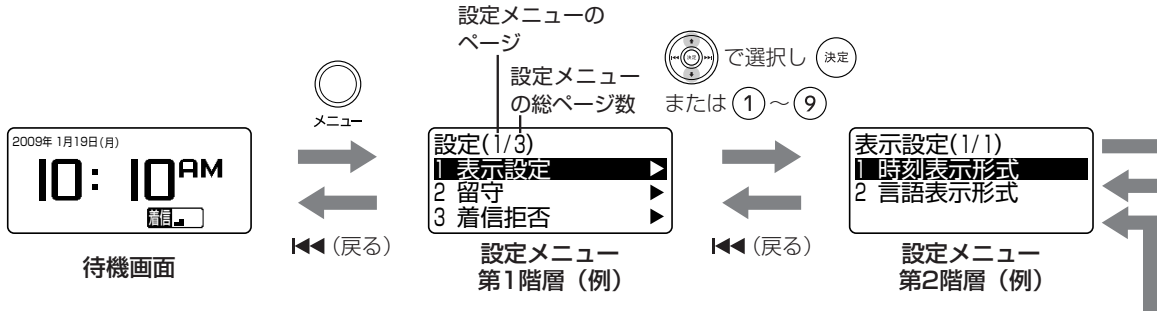 設定メニューの
ページ
設定メニュー
の総ページ数
決定
で選択し 決定
または①～⑨
メニュー
2009年 1月19日(月)
10:10AM
着信
待機画面
⏮(戻る)
設定(1/3)
1 表示設定 ▶
2 留守 ▶
3 着信拒否 ▶
設定メニュー
第1階層（例）
⏮(戻る)
表示設定(1/1)
1 時刻表示形式
2 言語表示形式
設定メニュー
第2階層（例）